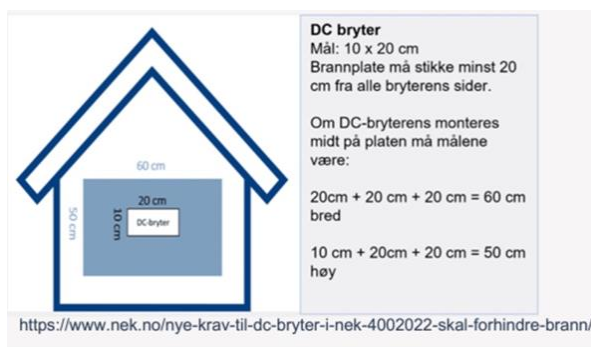 DC bryter
Mål: 10 x 20 cm
Brannplate må stikke minst 20
cm fra alle bryterens sider.
Om DC-bryterens monteres
midt på platen må målene
være:
20cm + 20 cm + 20 cm = 60 cm
bred
10 cm + 20cm + 20 cm = 50 cm
høy
60 cm
50 cm
20 cm
10 cm
DC-bryter
https://www.nek.no/nye-krav-til-dc-bryter-i-nek-4002022-skal-forhindre-brann/